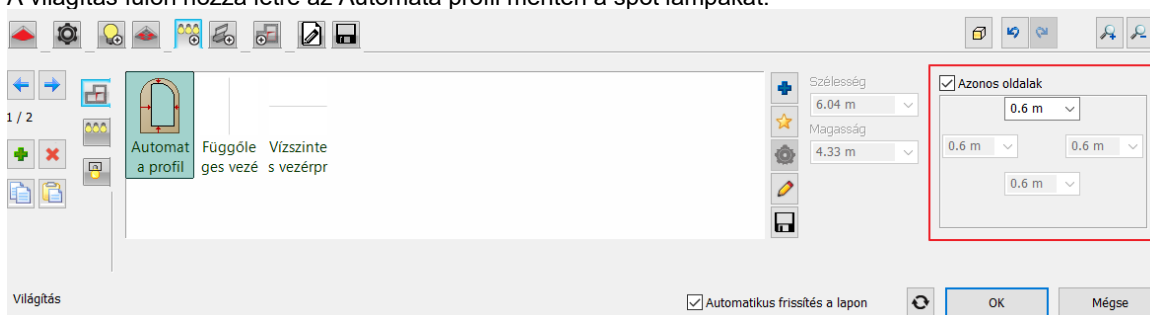 A világítás fülön hozza létre az Automata profil mentén a spot lámpákat.
1 / 2
Automat
a profil
Függőle
ges vezé
Vízszinte
s vezérpr
Szélesség
6.04 m
Magasság
4.33 m
Azonos oldalak
0.6 m
0.6 m
0.6 m
0.6 m
Világítás
Automatikus frissítés a lapon
OK
Mégse